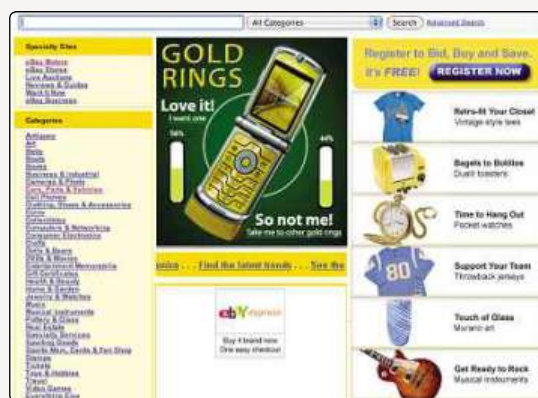 All Categories
Search
Advanced Search
Specialty Sites
eBay Motors
eBay Stores
Live Auctions
Reviews & Guides
Want It Now
eBay Business
Categories
Antiques
Art
Baby
Books
Business & Industrial
Cameras & Photo
Cars, Parts & Vehicles
Cell Phones
Clothing, Shoes & Accessories
Coins
Collectibles
Computers & Networking
Consumer Electronics
Crafts
Dolls & Bears
DVDs & Movies
Entertainment Memorabilia
Gift Certificates
Health & Beauty
Home & Garden
Jewelry & Watches
Music
Musical Instruments
Pottery & Glass
Real Estate
Specialty Services
Sporting Goods
Sports Mem, Cards & Fan Shop
Stamps
Tickets
Toys & Hobbies
Travel
Video Games
Everything Else
GOLD
RINGS
Love it!
I want one
56%
44%
So not me!
Take me to other gold rings
. . . Find the latest trends . . . See the
ebY express
Buy 4 brand new
One easy checkout
Register to Bid, Buy and Save.
It's FREE!
REGISTER NOW
Retro-fit Your Closet
Vintage-style tees
Bagels to Botilloe
Dualit toasters
Time to Hang Out
Pocket watches
Support Your Team
Throwback jerseys
80
Touch of Glass
Murano art
Get Ready to Rock
Musical instruments